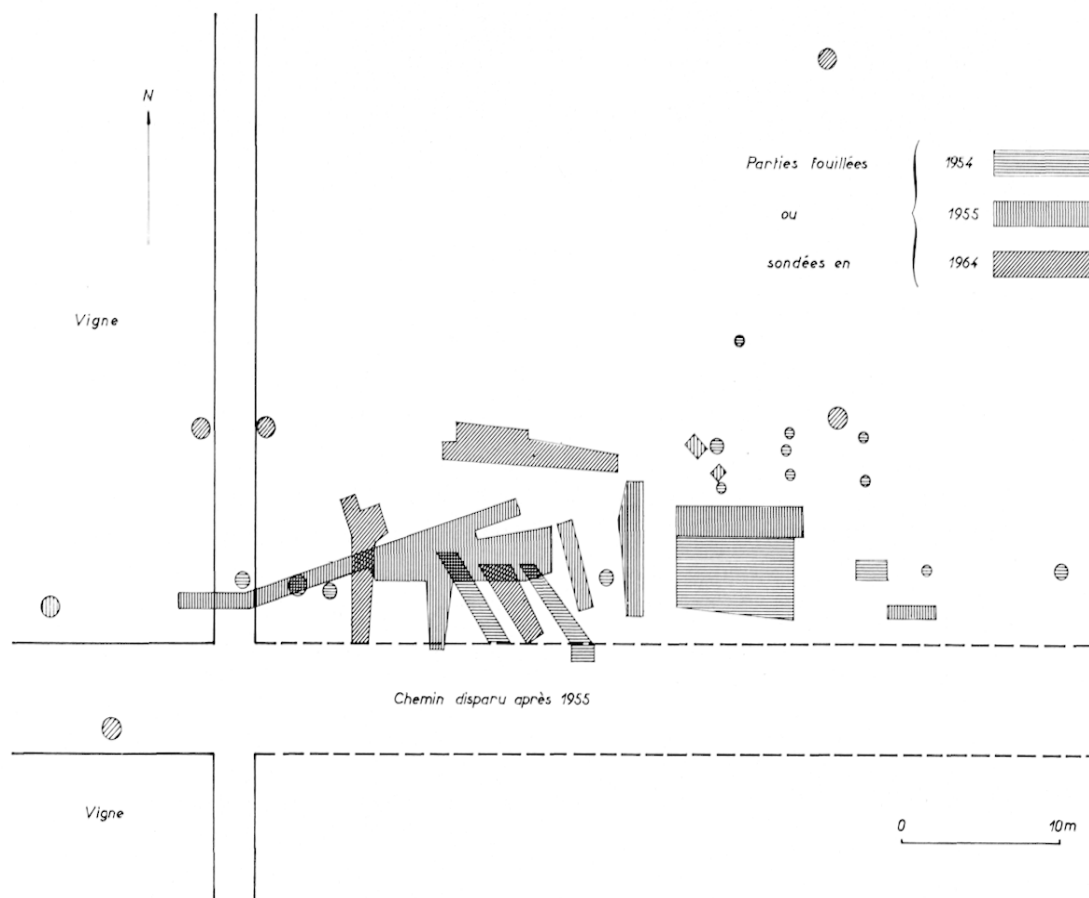 N
Parties fouillées
1954
ou
1955
sondées en
1964
Vigne
Chemin disparu après 1955
Vigne
0 10m